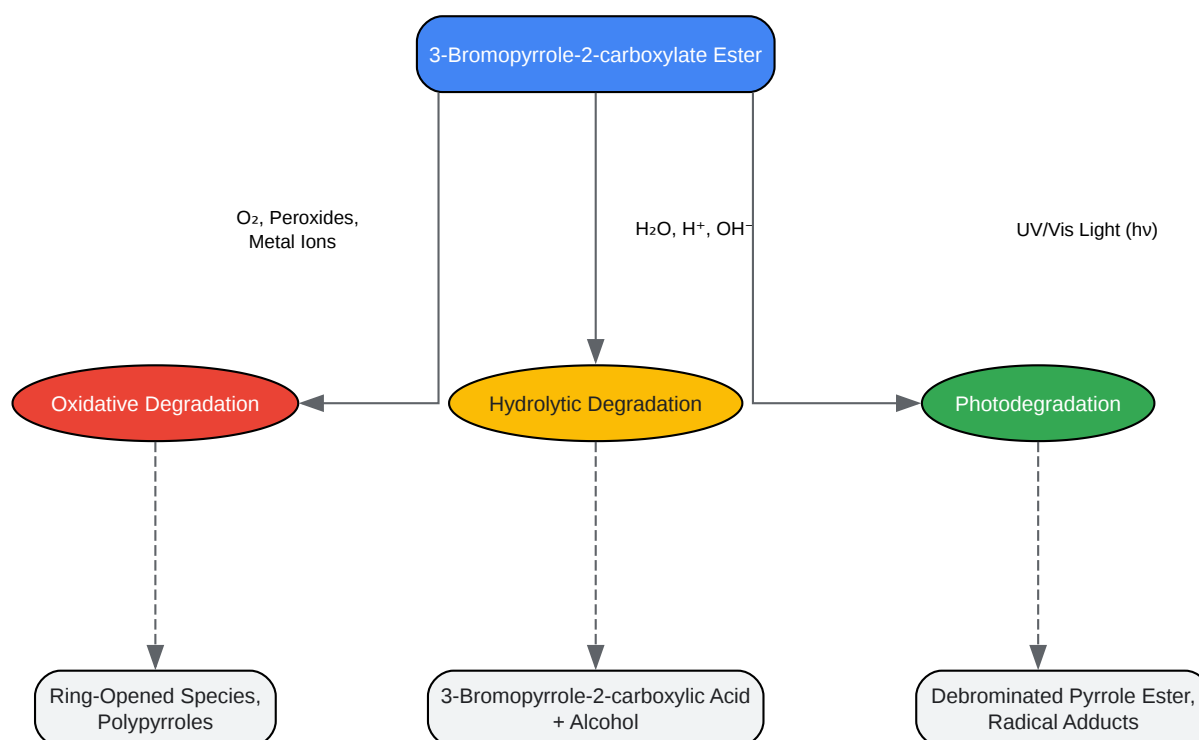 3-Bromopyrrole-2-carboxylate Ester
O₂, Peroxides,
Metal Ions
H₂O, H⁺, OH⁻
UV/Vis Light (hν)
Oxidative Degradation
Hydrolytic Degradation
Photodegradation
Ring-Opened Species,
Polypyrroles
3-Bromopyrrole-2-carboxylic Acid
+ Alcohol
Debrominated Pyrrole Ester,
Radical Adducts